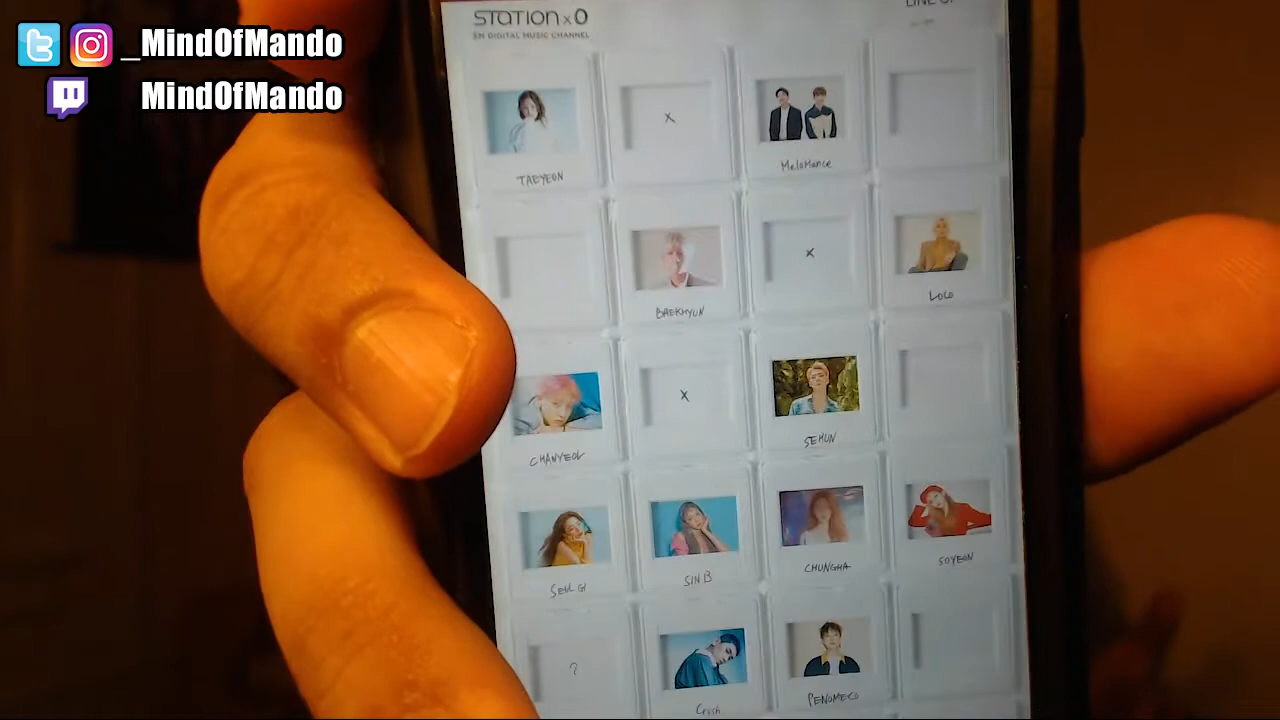 _MindOfMando
MindOfMando
STATION x 0
SM DIGITAL MUSIC CHANNEL
TAEYEON
x
MeloMance
BAEKHYUN
x
LOCO
CHANYEOL
x
SEHUN
SEULGI
SINB
CHUNGHA
SOYEON
?
Crush
PENOMECO